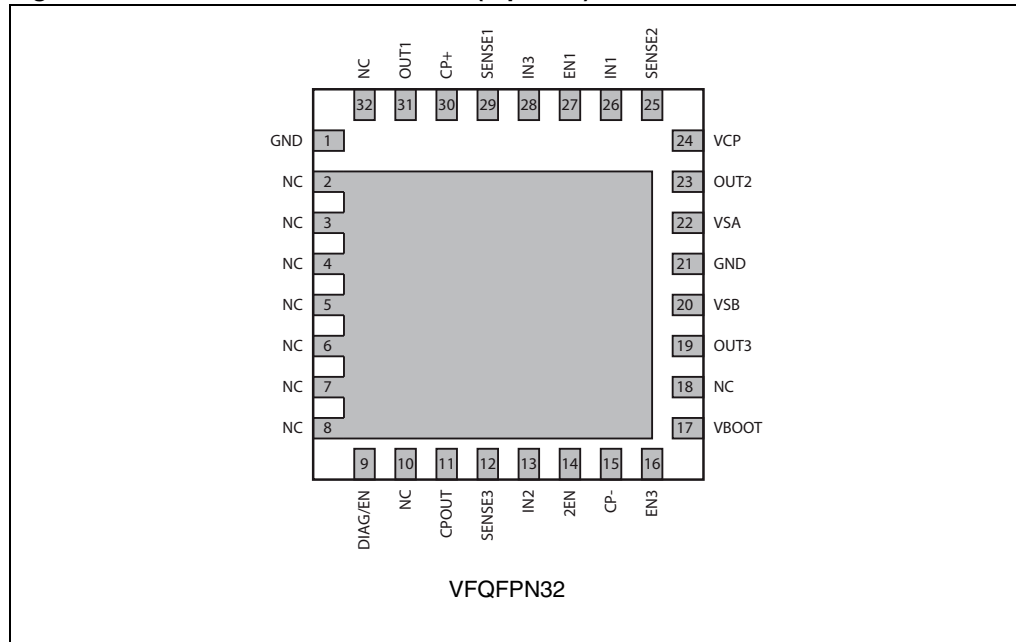 NC OUT1 CP+ SENSE1 IN3 EN1 IN1 SENSE2
32 31 30 29 28 27 26 25
GND 1 24 VCP
NC 2 23 OUT2
NC 3 22 VSA
NC 4 21 GND
NC 5 20 VSB
NC 6 19 OUT3
NC 7 18 NC
NC 8 17 VBOOT
9 10 11 12 13 14 15 16
DIAG/EN NC CPOUT SENSE3 IN2 2EN CP- EN3
VFQFPN32